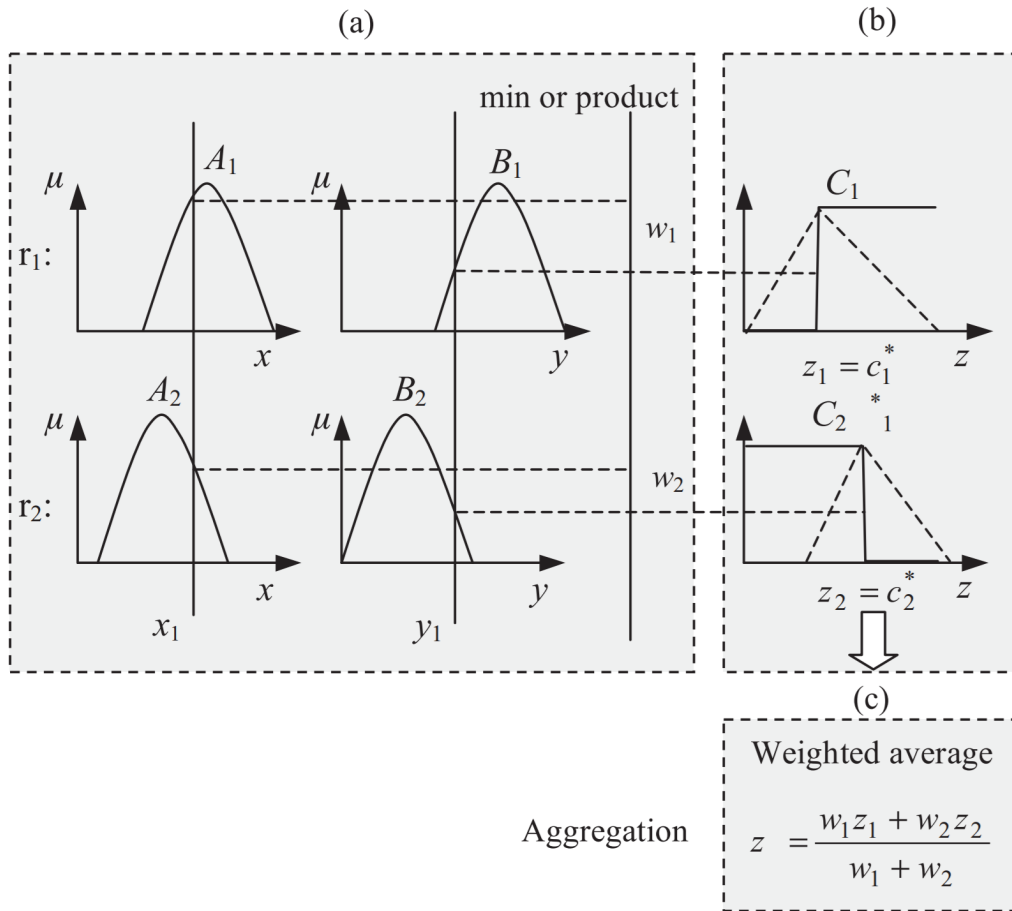 (a)
(b)
min or product
μ
A₁
μ
B₁
C₁
r₁:
w₁
x
y
z₁ = c₁*
z
μ
A₂
μ
B₂
C₂ *₁
r₂:
w₂
x
y
z₂ = c₂*
z
x₁
y₁
(c)
Weighted average
Aggregation
z = (w₁z₁ + w₂z₂) / (w₁ + w₂)